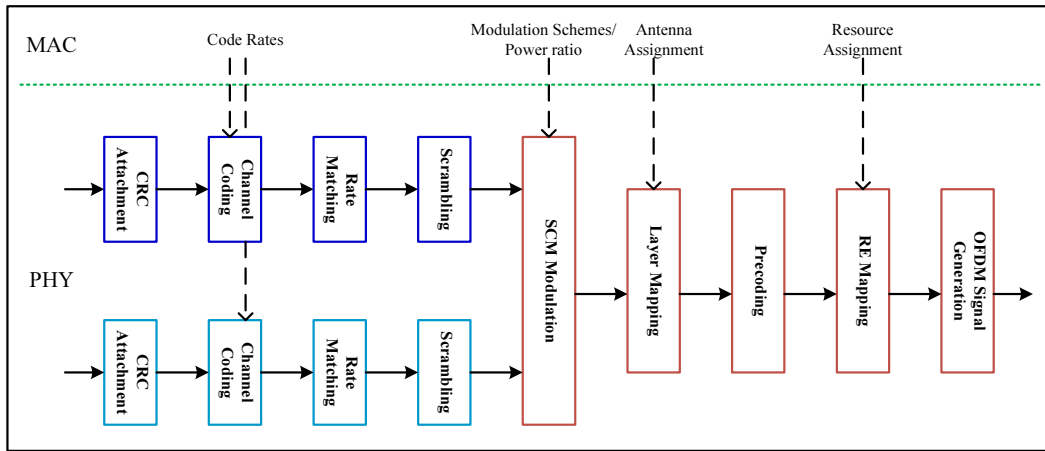 MAC
Code Rates
Modulation Schemes/
Power ratio
Antenna
Assignment
Resource
Assignment
CRC
Attachment
Channel
Coding
Rate
Matching
Scrambling
SCM Modulation
Layer Mapping
Precoding
RE Mapping
OFDM Signal
Generation
PHY
CRC
Attachment
Channel
Coding
Rate
Matching
Scrambling